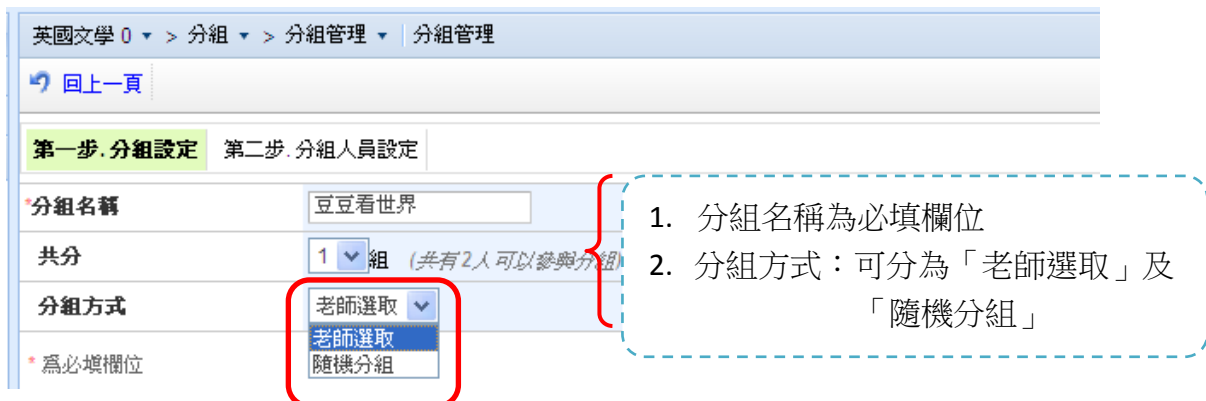 英國文學 0 ▾ > 分組 ▾ > 分組管理 ▾ 分組管理
回上一頁
第一步.分組設定 第二步.分組人員設定
*分組名稱 豆豆看世界
共分 1 組 (共有2人可以參與分組)
分組方式 老師選取
老師選取
隨機分組
* 為必填欄位
1. 分組名稱為必填欄位
2. 分組方式：可分為「老師選取」及
「隨機分組」